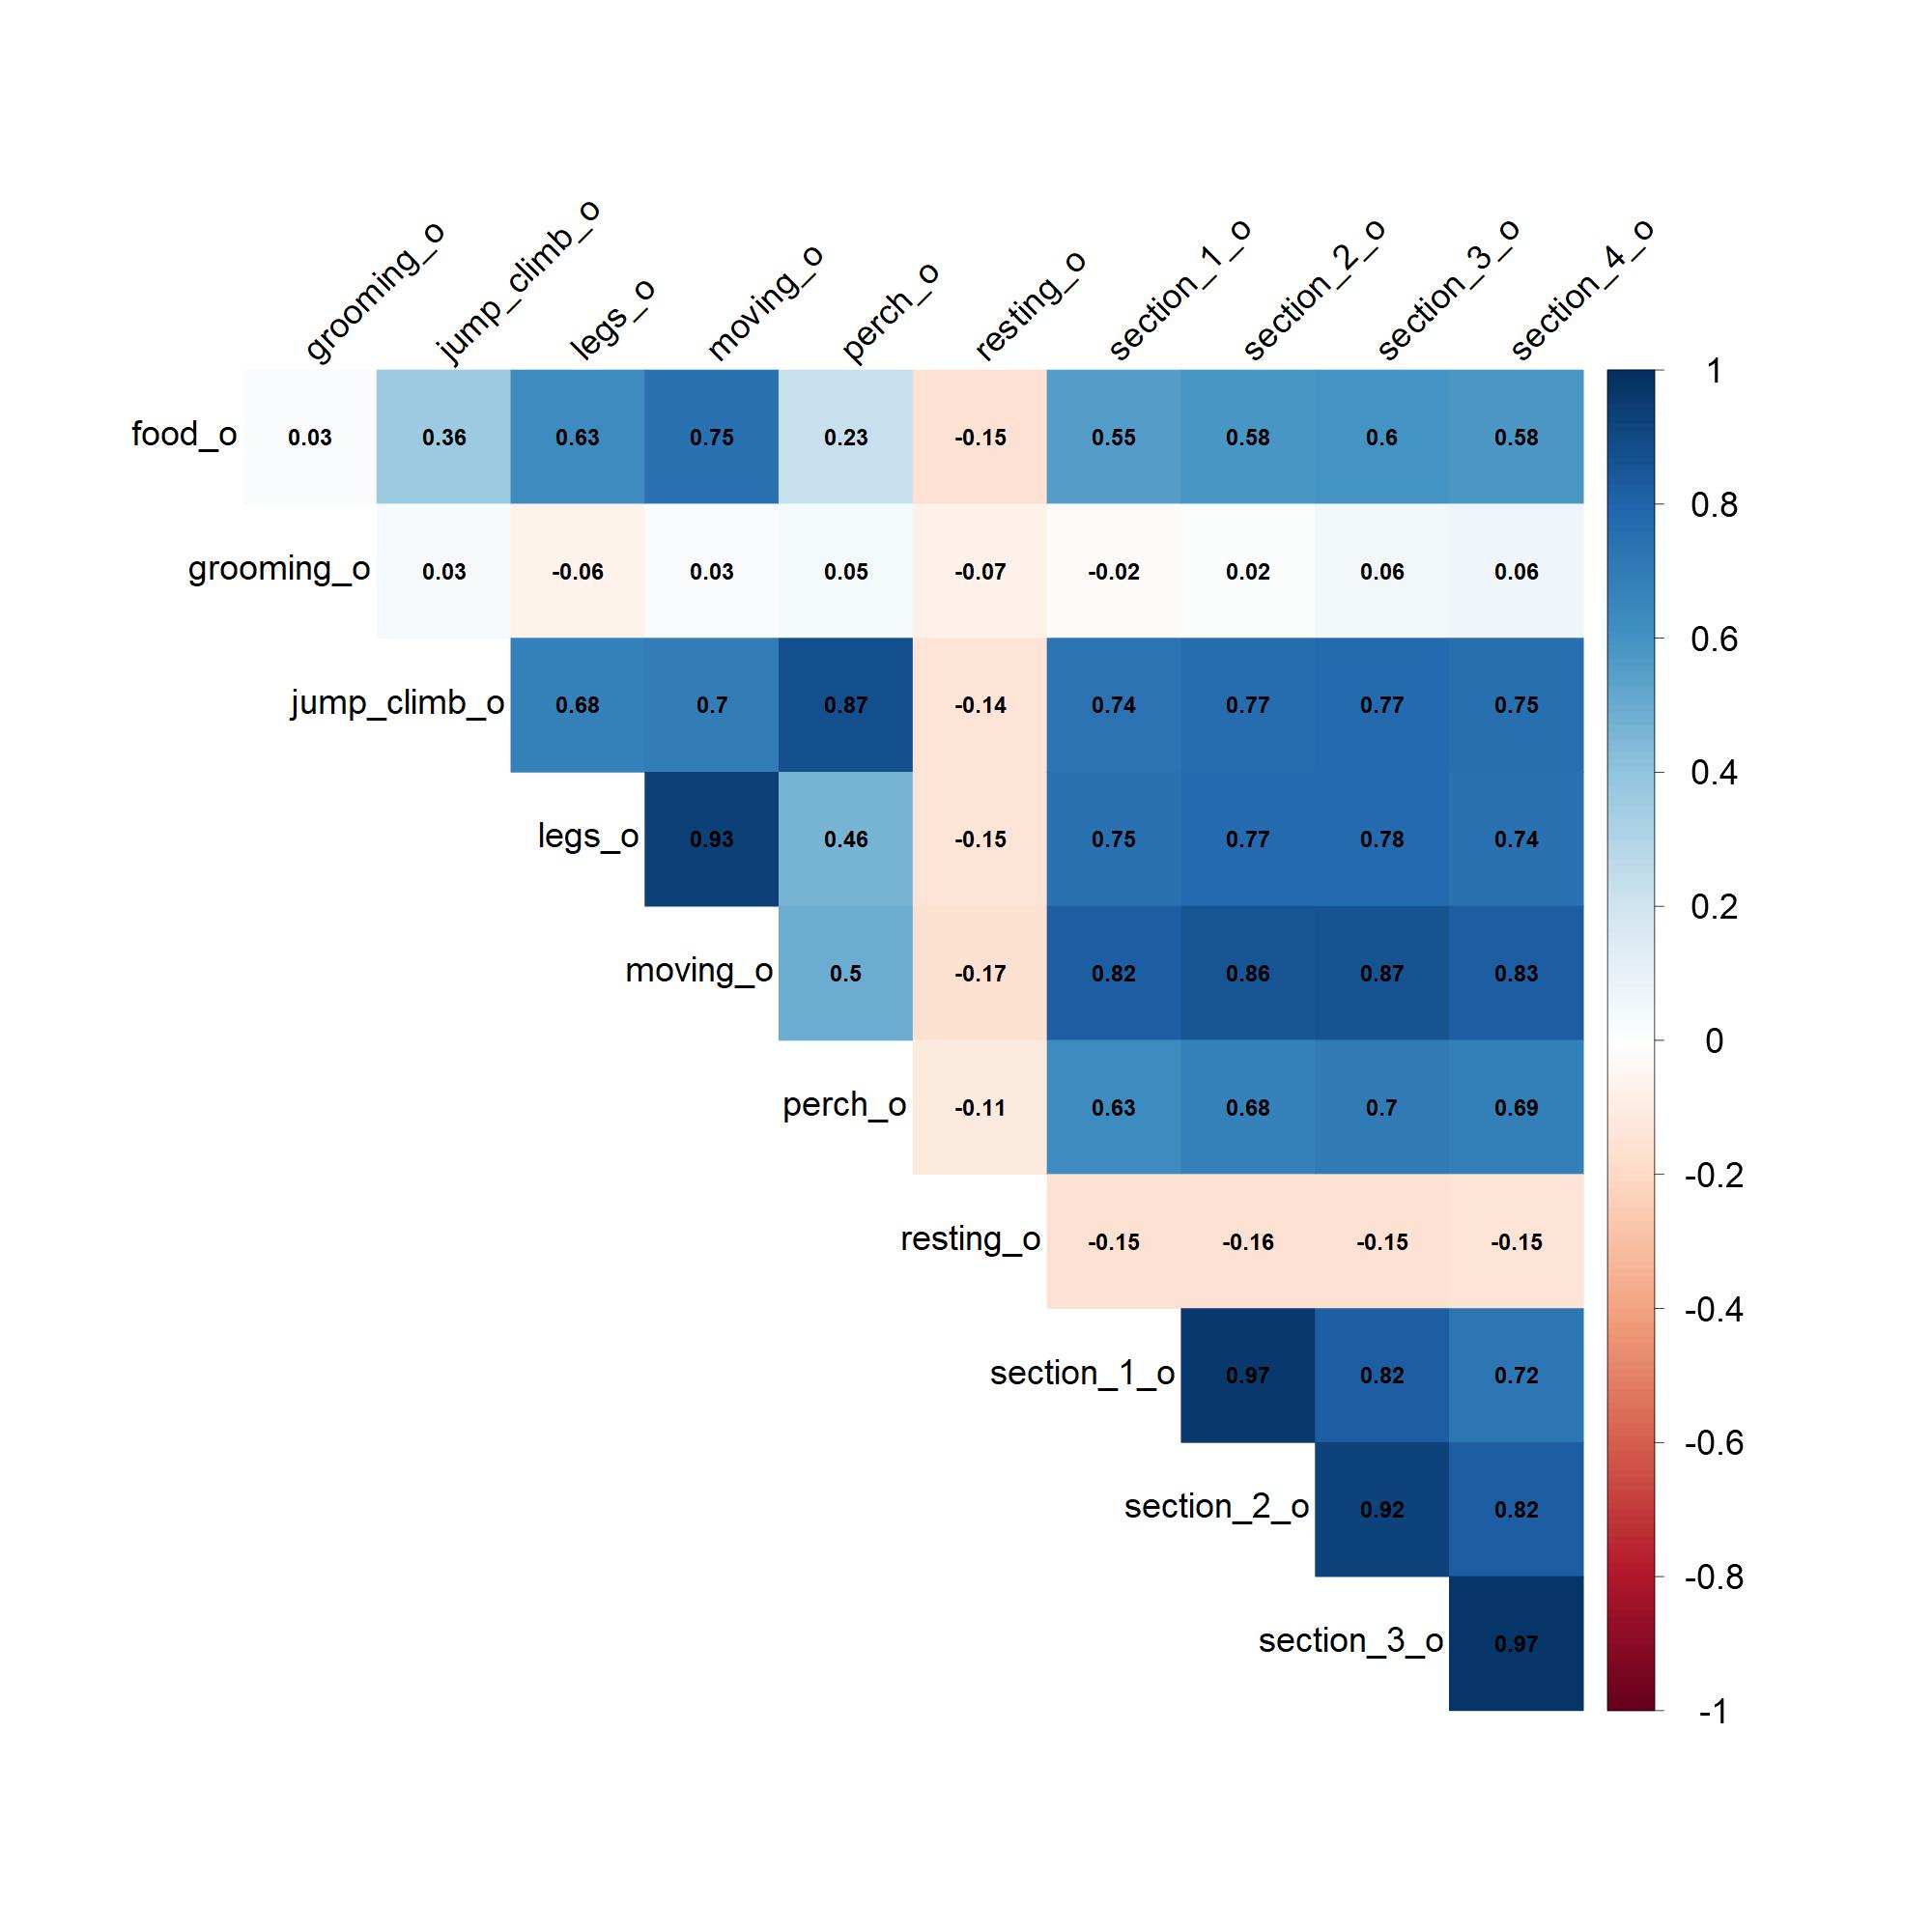 grooming_o jump_climb_o legs_o moving_o perch_o resting_o section_1_o section_2_o section_3_o section_4_o
food_o 0.03 0.36 0.63 0.75 0.23 -0.15 0.55 0.58 0.6 0.58
grooming_o 0.03 -0.06 0.03 0.05 -0.07 -0.02 0.02 0.06 0.06
jump_climb_o 0.68 0.7 0.87 -0.14 0.74 0.77 0.77 0.75
legs_o 0.93 0.46 -0.15 0.75 0.77 0.78 0.74
moving_o 0.5 -0.17 0.82 0.86 0.87 0.83
perch_o -0.11 0.63 0.68 0.7 0.69
resting_o -0.15 -0.16 -0.15 -0.15
section_1_o 0.97 0.82 0.72
section_2_o 0.92 0.82
section_3_o 0.97
1
0.8
0.6
0.4
0.2
0
-0.2
-0.4
-0.6
-0.8
-1